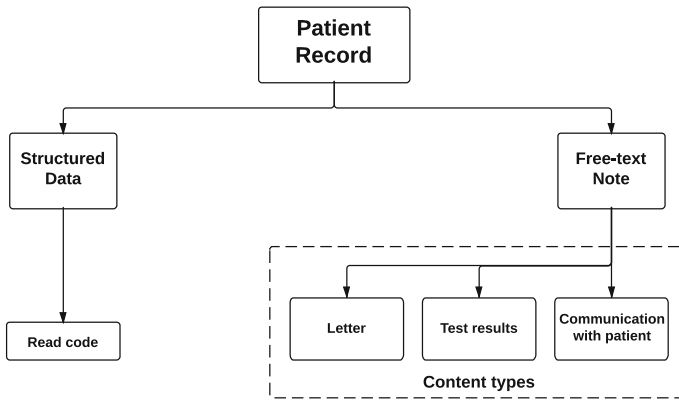 Patient
Record
Structured
Data
Free-text
Note
Read code
Letter
Test results
Communication
with patient
Content types